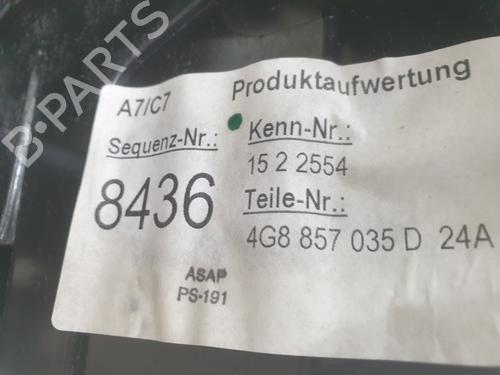 A7/C7 Produktaufwertung
Sequenz-Nr.: Kenn-Nr.:
8436 15 2 2554
Teile-Nr.:
4G8 857 035 D 24A
ASAP
PS-191
B-PARTS